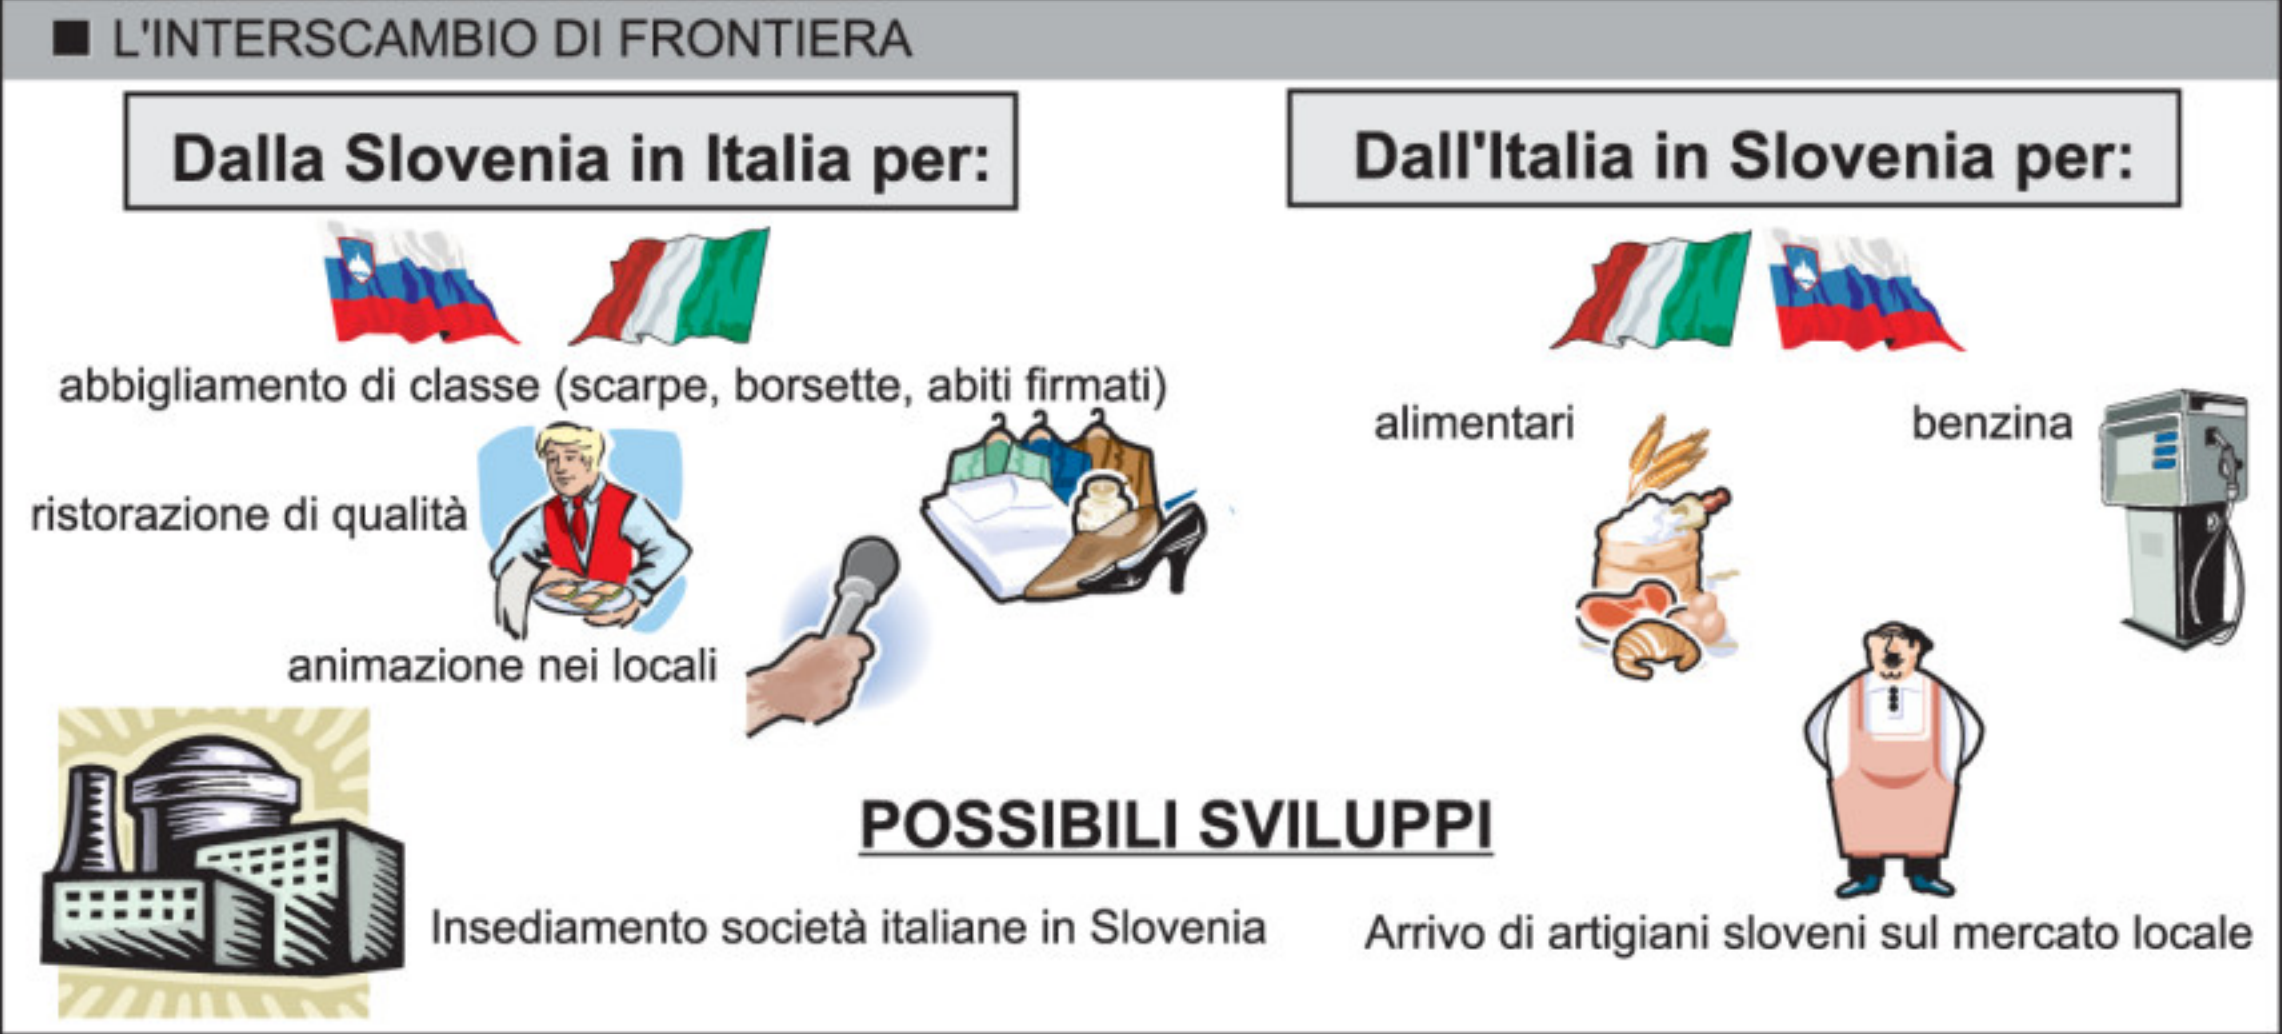 L'INTERSCAMBIO DI FRONTIERA
Dalla Slovenia in Italia per:
abbigliamento di classe (scarpe, borsette, abiti firmati)
ristorazione di qualità
animazione nei locali
Dall'Italia in Slovenia per:
alimentari
benzina
POSSIBILI SVILUPPI
Insediamento società italiane in Slovenia
Arrivo di artigiani sloveni sul mercato locale